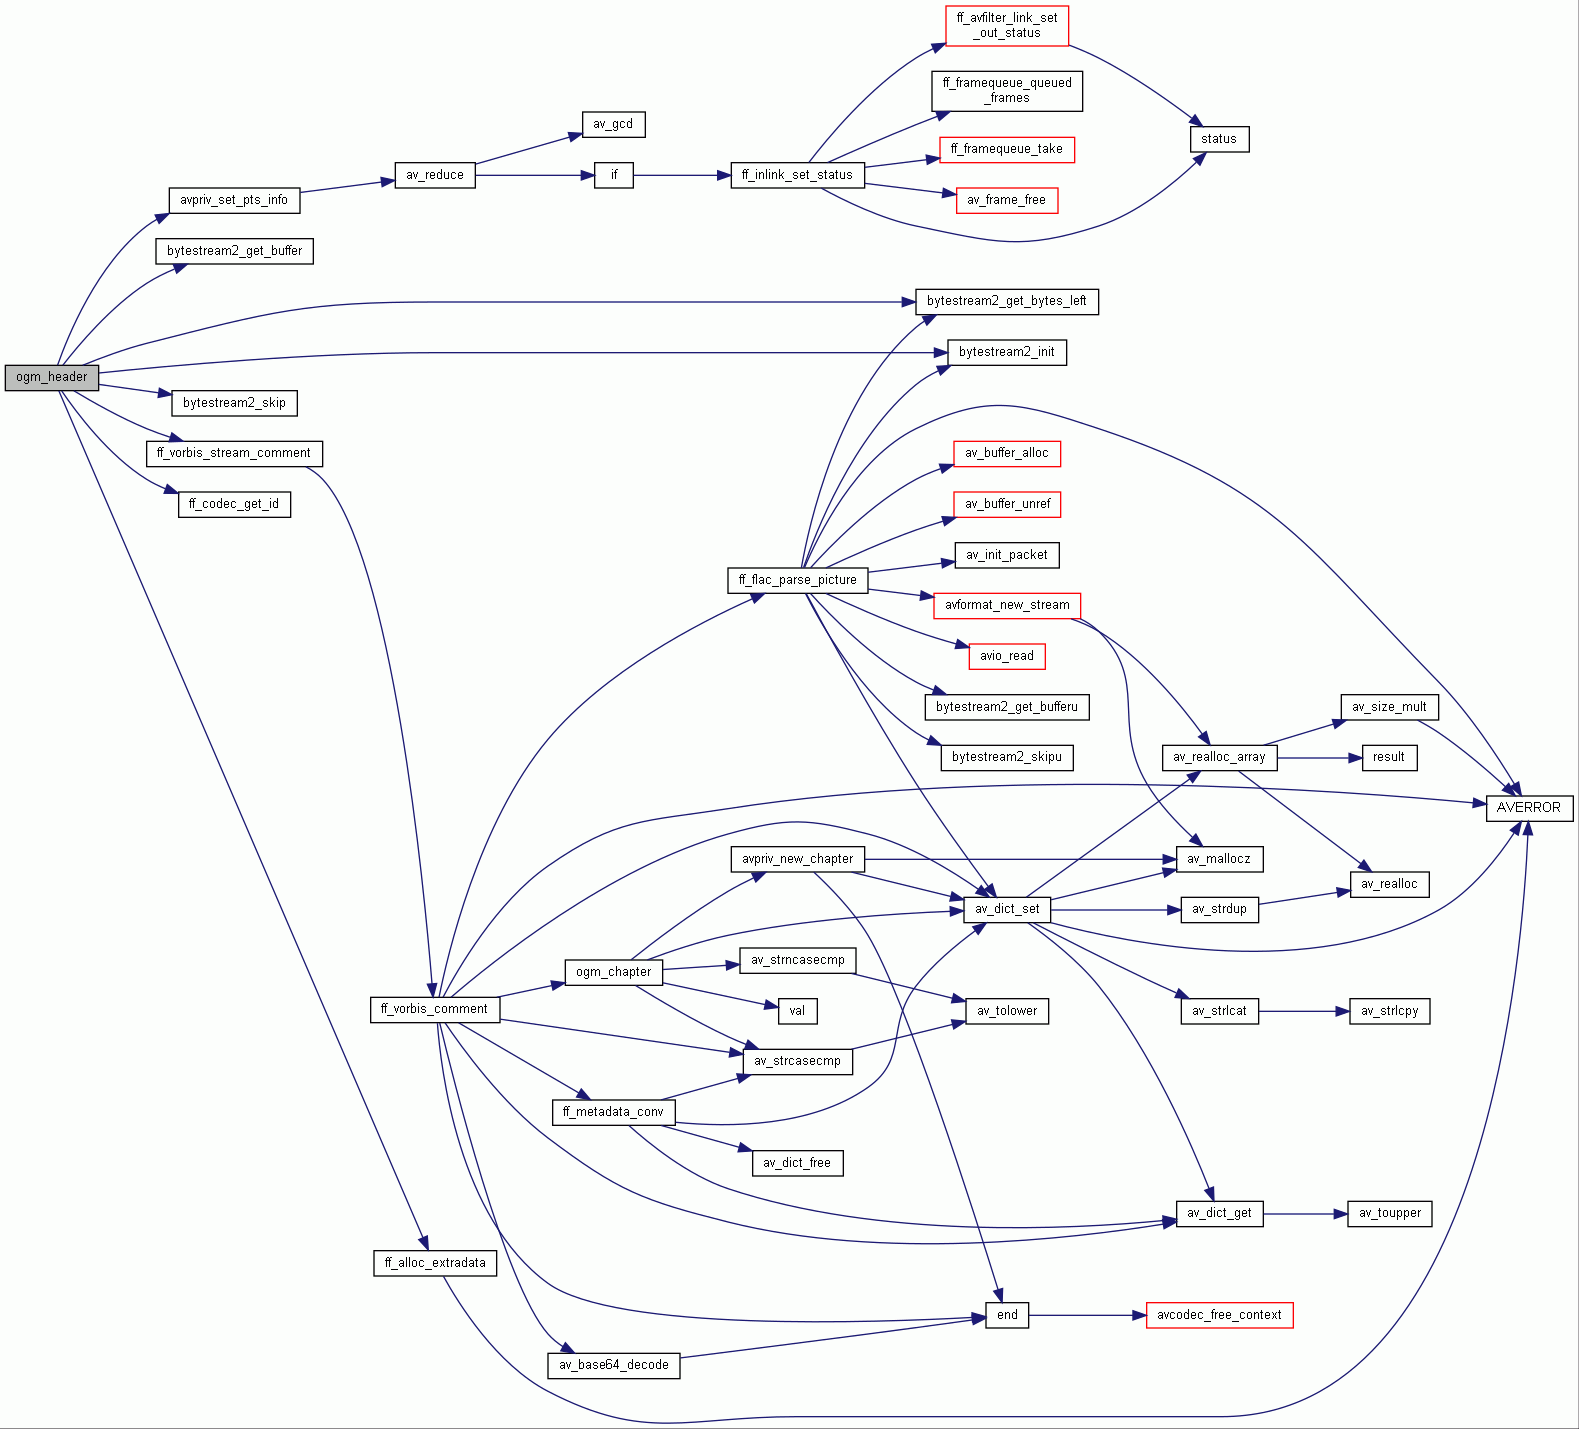 ff_avfilter_link_set
_out_status
ff_framequeue_queued
_frames
av_gcd
status
ff_framequeue_take
av_reduce
if
ff_inlink_set_status
avpriv_set_pts_info
av_frame_free
bytestream2_get_buffer
bytestream2_get_bytes_left
bytestream2_init
ogm_header
bytestream2_skip
ff_vorbis_stream_comment
av_buffer_alloc
ff_codec_get_id
av_buffer_unref
av_init_packet
ff_flac_parse_picture
avformat_new_stream
avio_read
bytestream2_get_bufferu
av_size_mult
bytestream2_skipu
av_realloc_array
result
AVERROR
avpriv_new_chapter
av_mallocz
av_realloc
av_dict_set
av_strdup
av_strncasecmp
ogm_chapter
ff_vorbis_comment
val
av_tolower
av_strlcat
av_strlcpy
av_strcasecmp
ff_metadata_conv
av_dict_free
av_dict_get
av_toupper
ff_alloc_extradata
end
avcodec_free_context
av_base64_decode